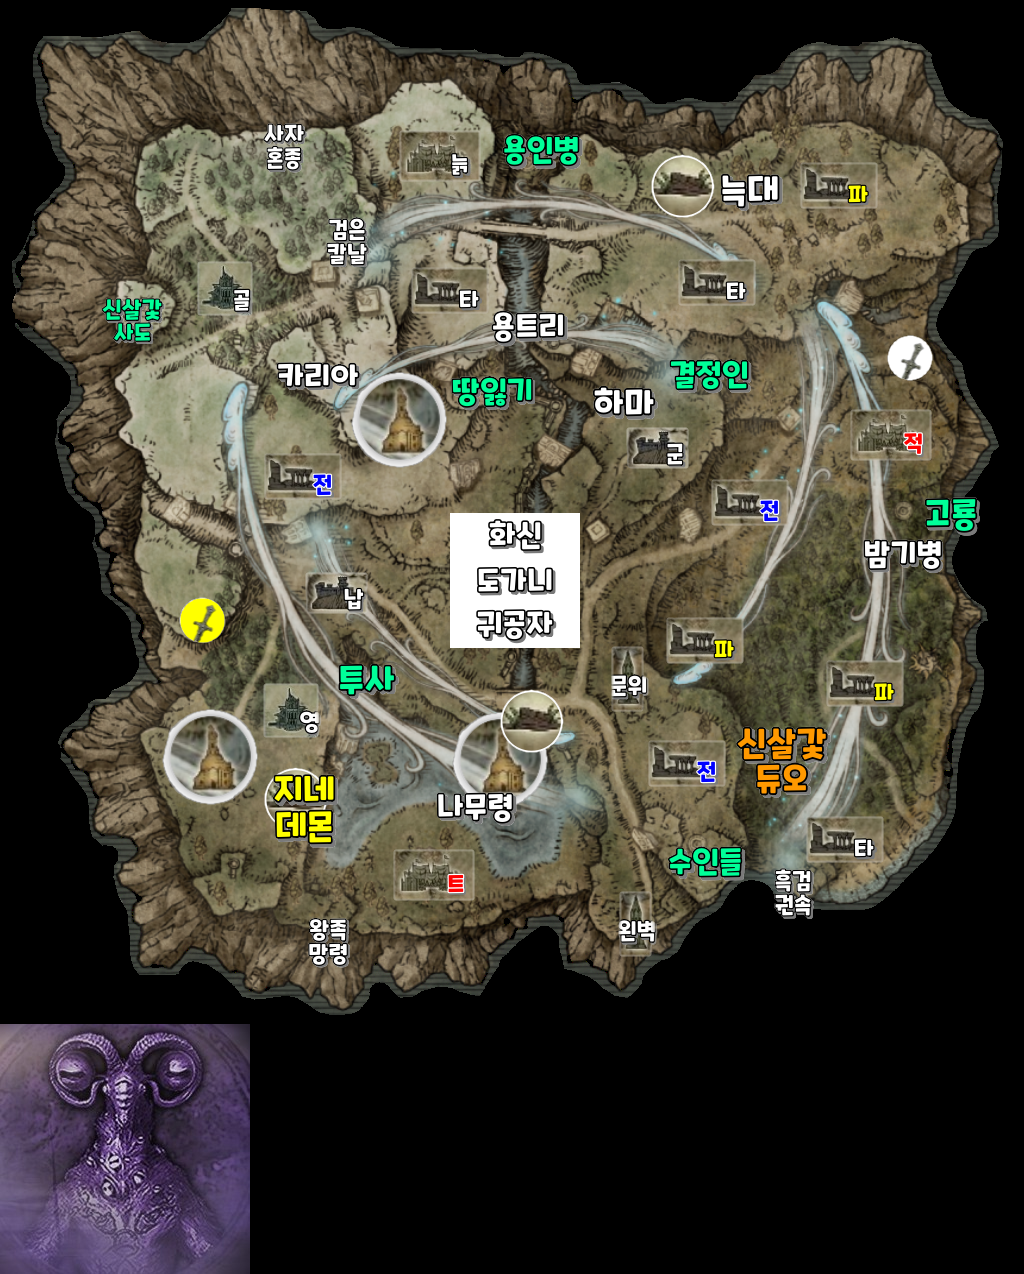 사자
혼종
늙
용인병
늑대
파
검은
칼날
골
타
타
신살갗
사도
용트리
카리아
땅잃기
결정인
하마
군
적
전
전
고룡
밤기병
화신
도가니
귀공자
납
파
문위
투사
영
파
신살갗
듀오
전
지네
데몬
나무령
타
수인들
트
흑검
권속
왼벽
왕족
망령